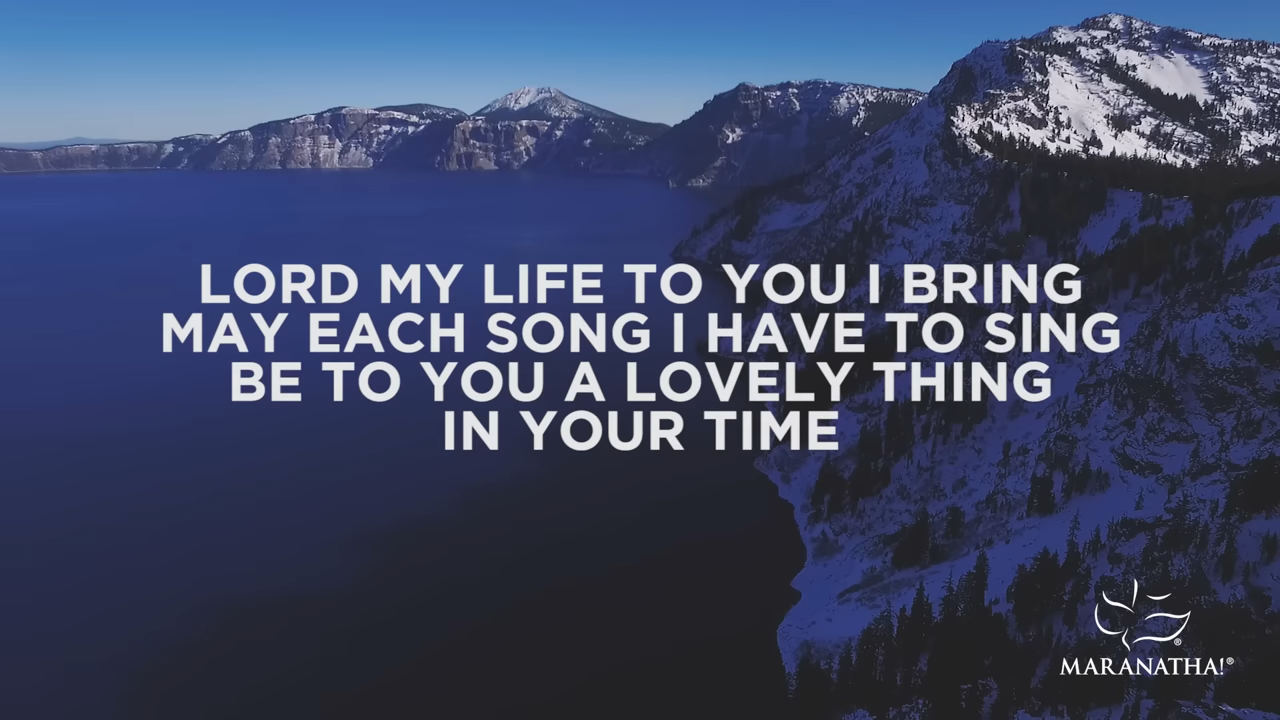 LORD MY LIFE TO YOU I BRING
MAY EACH SONG I HAVE TO SING
BE TO YOU A LOVELY THING
IN YOUR TIME
®
MARANATHA!®